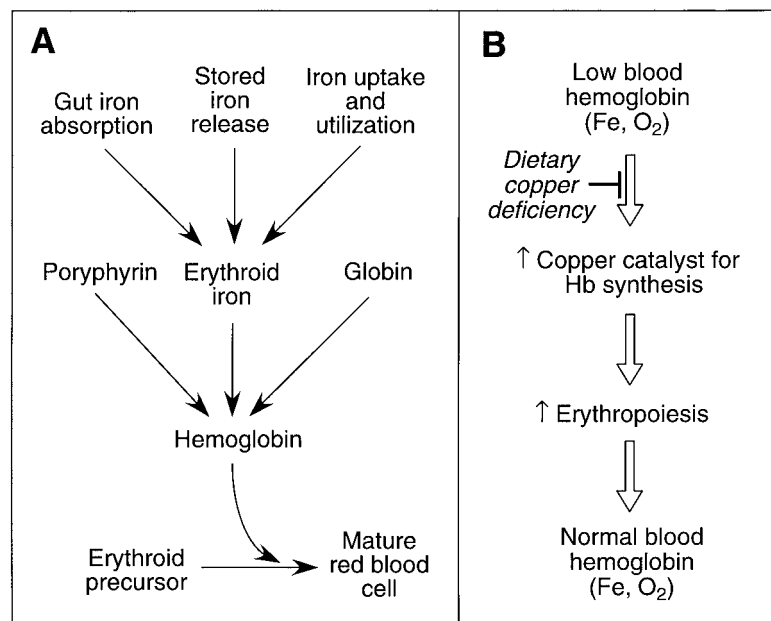 A
Gut iron
absorption
Stored
iron
release
Iron uptake
and
utilization
Poryphyrin
Erythroid
iron
Globin
Hemoglobin
Erythroid
precursor
Mature
red blood
cell
B
Low blood
hemoglobin
(Fe, O₂)
Dietary
copper
deficiency
↑ Copper catalyst for
Hb synthesis
↑ Erythropoiesis
Normal blood
hemoglobin
(Fe, O₂)